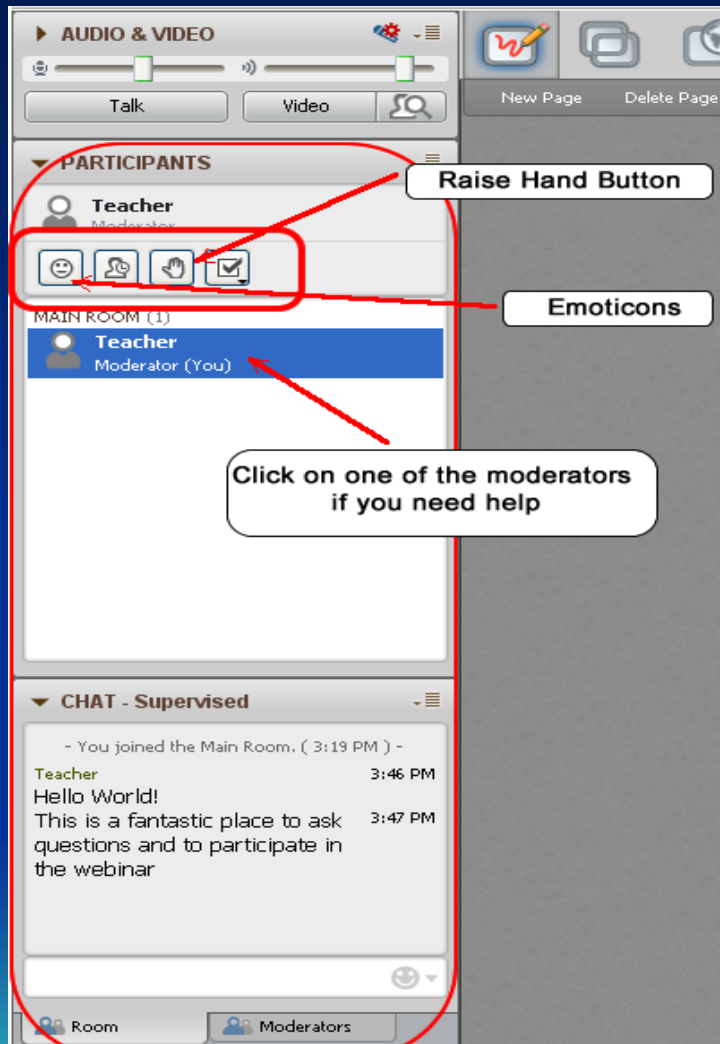 AUDIO & VIDEO
Talk
Video
New Page
Delete Page
PARTICIPANTS
Raise Hand Button
Teacher
Moderator
Emoticons
MAIN ROOM (1)
Teacher
Moderator (You)
Click on one of the moderators
if you need help
CHAT - Supervised
- You joined the Main Room. ( 3:19 PM ) -
Teacher 3:46 PM
Hello World!
This is a fantastic place to ask 3:47 PM
questions and to participate in
the webinar
Room
Moderators